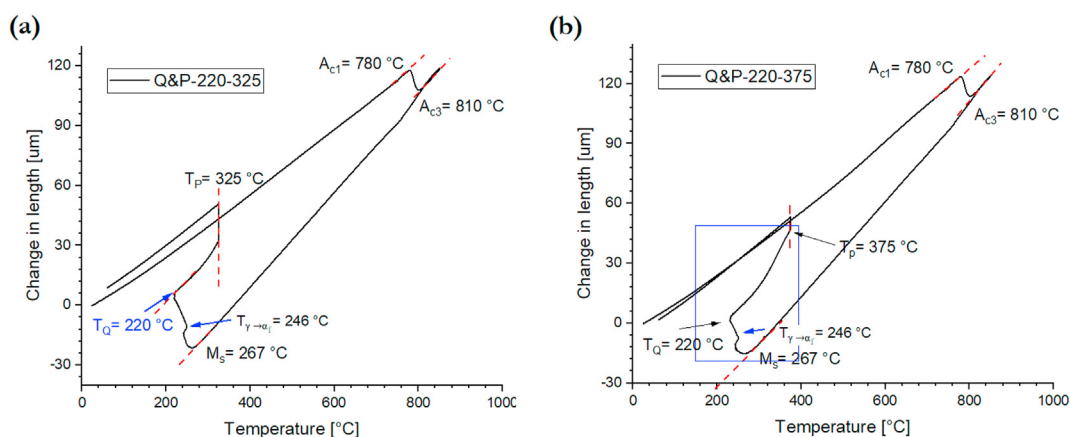 (a)
Q&P-220-325
A_c1= 780 °C
A_c3= 810 °C
T_P= 325 °C
T_Q= 220 °C
T_γ→α_f= 246 °C
M_s= 267 °C
120
90
60
30
0
-30
0
200
400
600
800
1000
Change in length [um]
Temperature [°C]
(b)
Q&P-220-375
A_c1= 780 °C
A_c3= 810 °C
T_p= 375 °C
T_Q= 220 °C
T_γ→α_f= 246 °C
M_s= 267 °C
120
90
60
30
0
-30
0
200
400
600
800
1000
Change in length [um]
Temperature [°C]